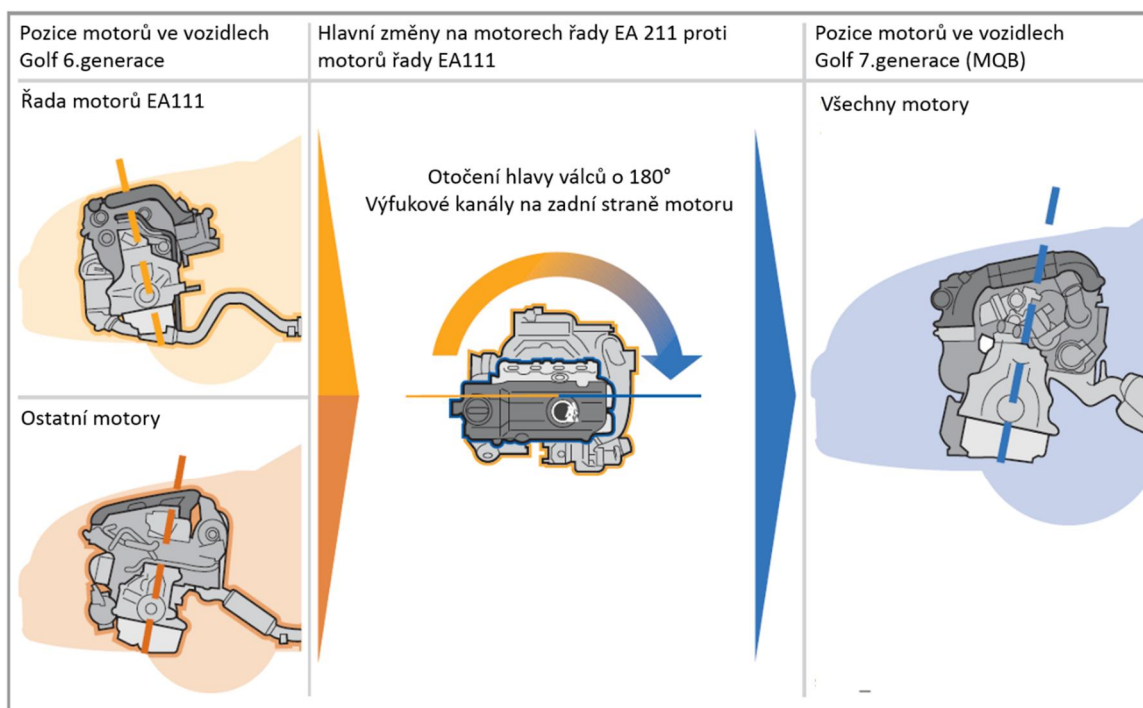 Pozice motorů ve vozidlech
Golf 6.generace
Hlavní změny na motorech řady EA 211 proti
motorů řady EA111
Pozice motorů ve vozidlech
Golf 7.generace (MQB)
Řada motorů EA111
Otočení hlavy válců o 180°
Výfukové kanály na zadní straně motoru
Všechny motory
Ostatní motory